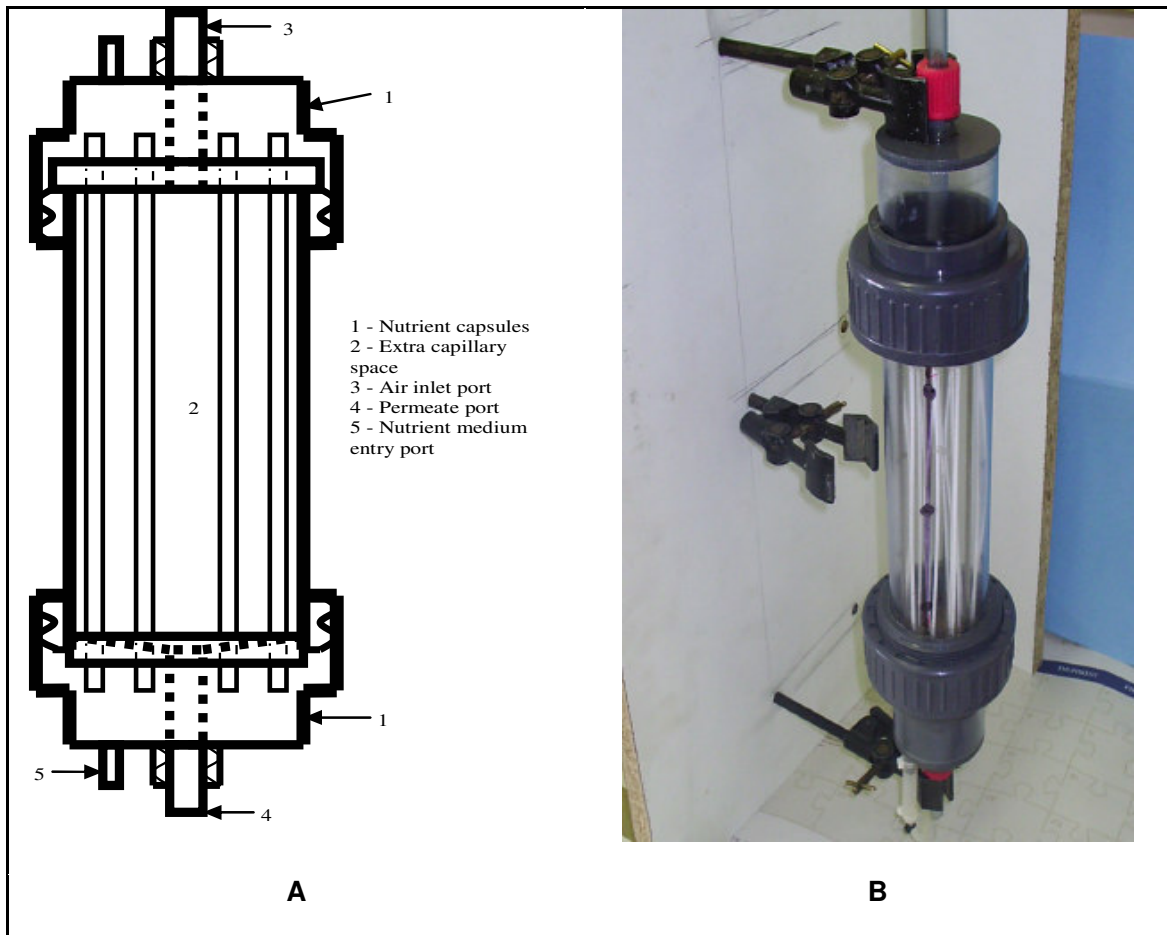 3
1
1 - Nutrient capsules
2 - Extra capillary
space
3 - Air inlet port
4 - Permeate port
5 - Nutrient medium
entry port
2
1
5
4
A
B